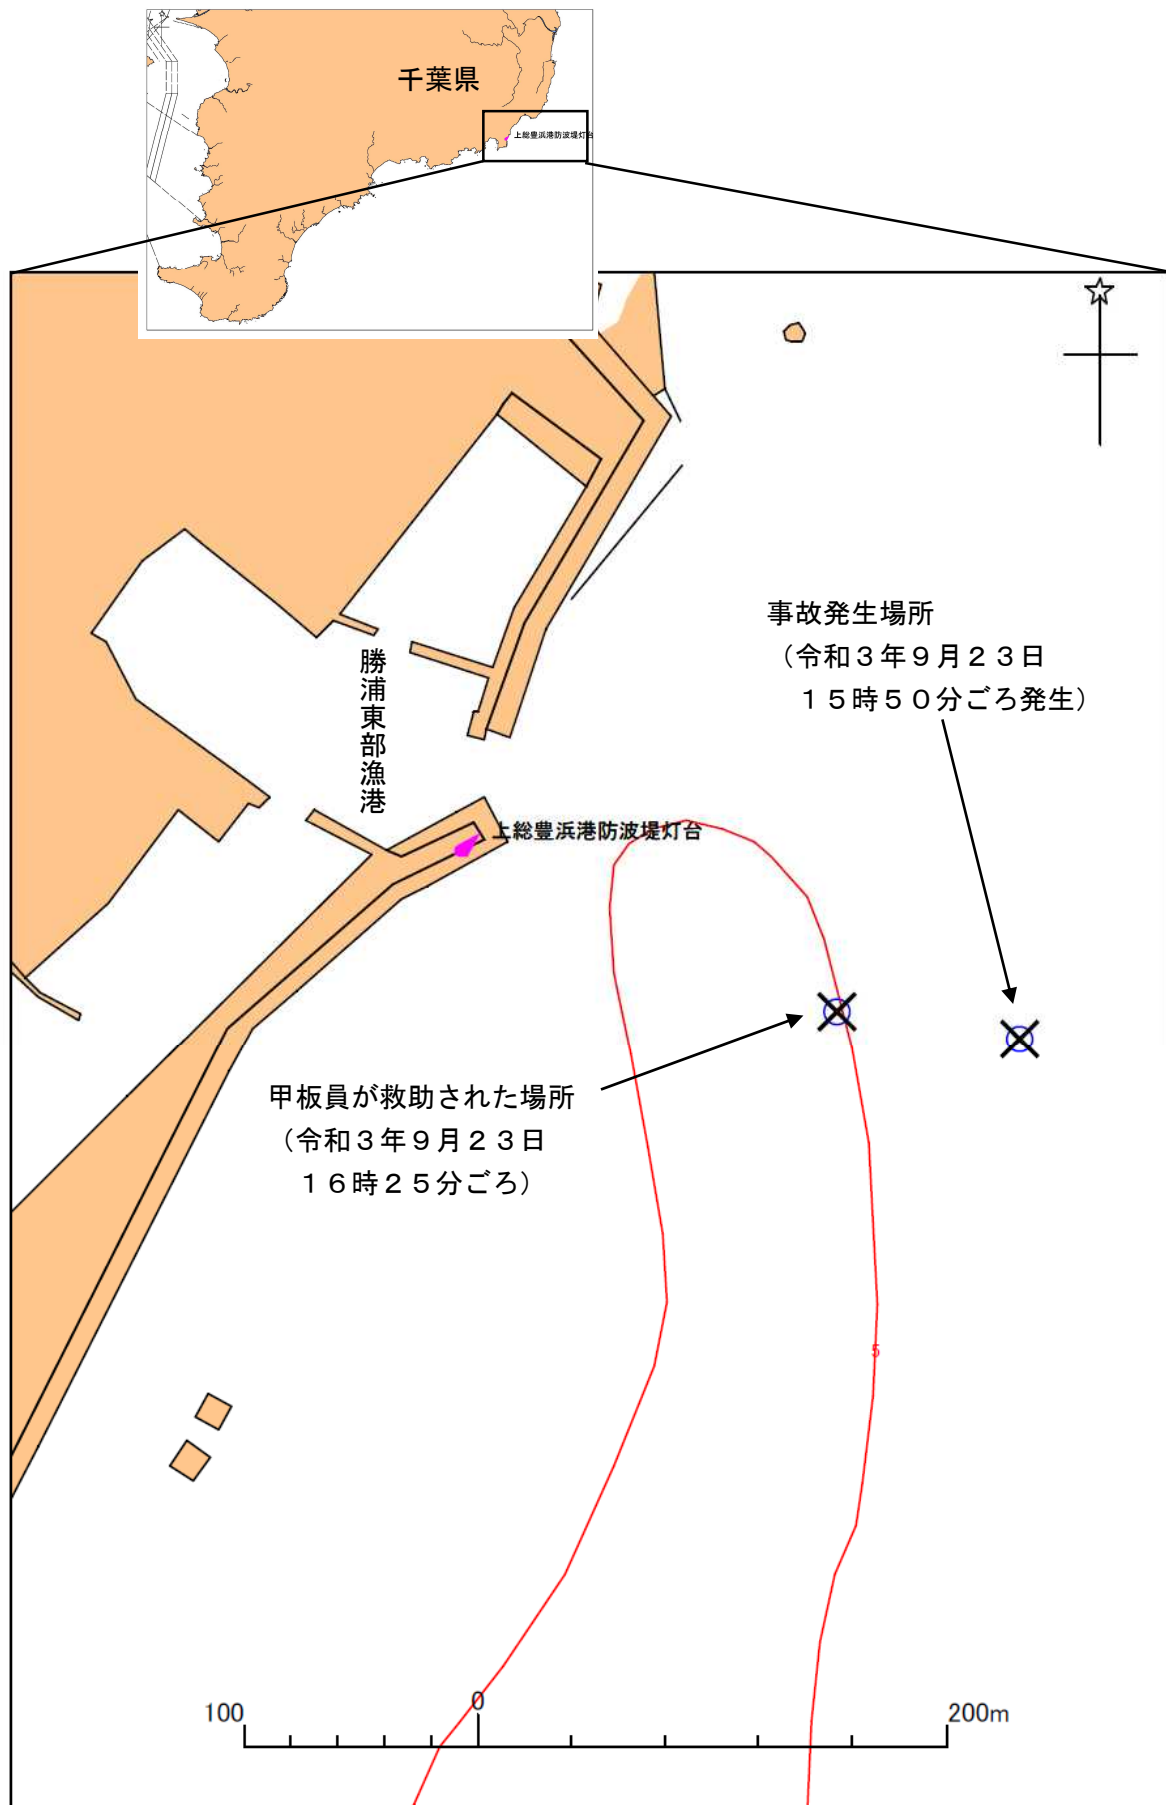 千葉県
上総豊浜港防波堤灯台
事故発生場所
（令和３年９月２３日
１５時５０分ごろ発生）
勝浦東部漁港
上総豊浜港防波堤灯台
甲板員が救助された場所
（令和３年９月２３日
１６時２５分ごろ）
5
100 0 200m